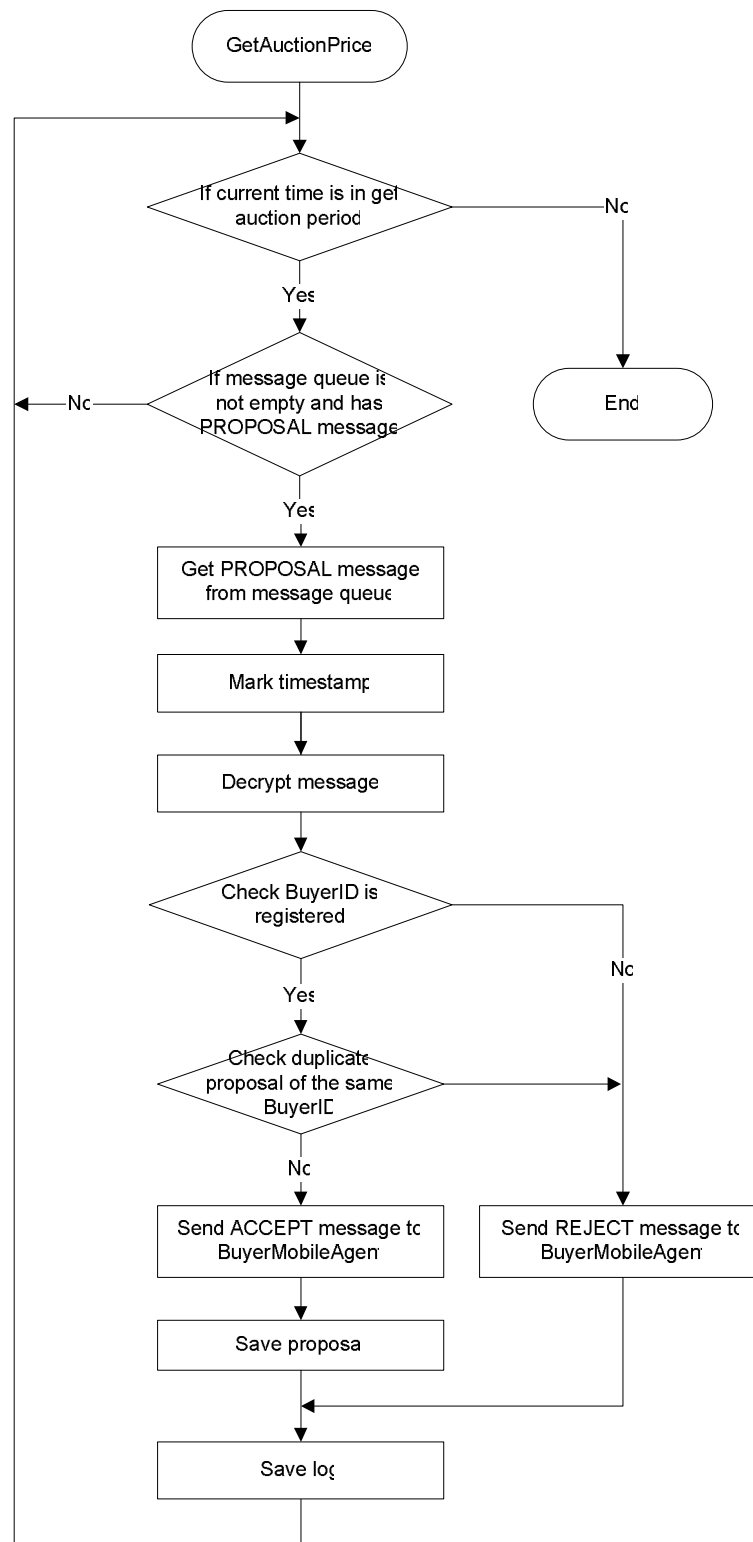 GetAuctionPrice
If current time is in get
auction period
No
Yes
If message queue is
not empty and has
PROPOSAL message
No
End
Yes
Get PROPOSAL message
from message queue
Mark timestamp
Decrypt message
Check BuyerID is
registered
No
Yes
Check duplicate
proposal of the same
BuyerID
No
Send ACCEPT message to
BuyerMobileAgent
Send REJECT message to
BuyerMobileAgent
Save proposal
Save log